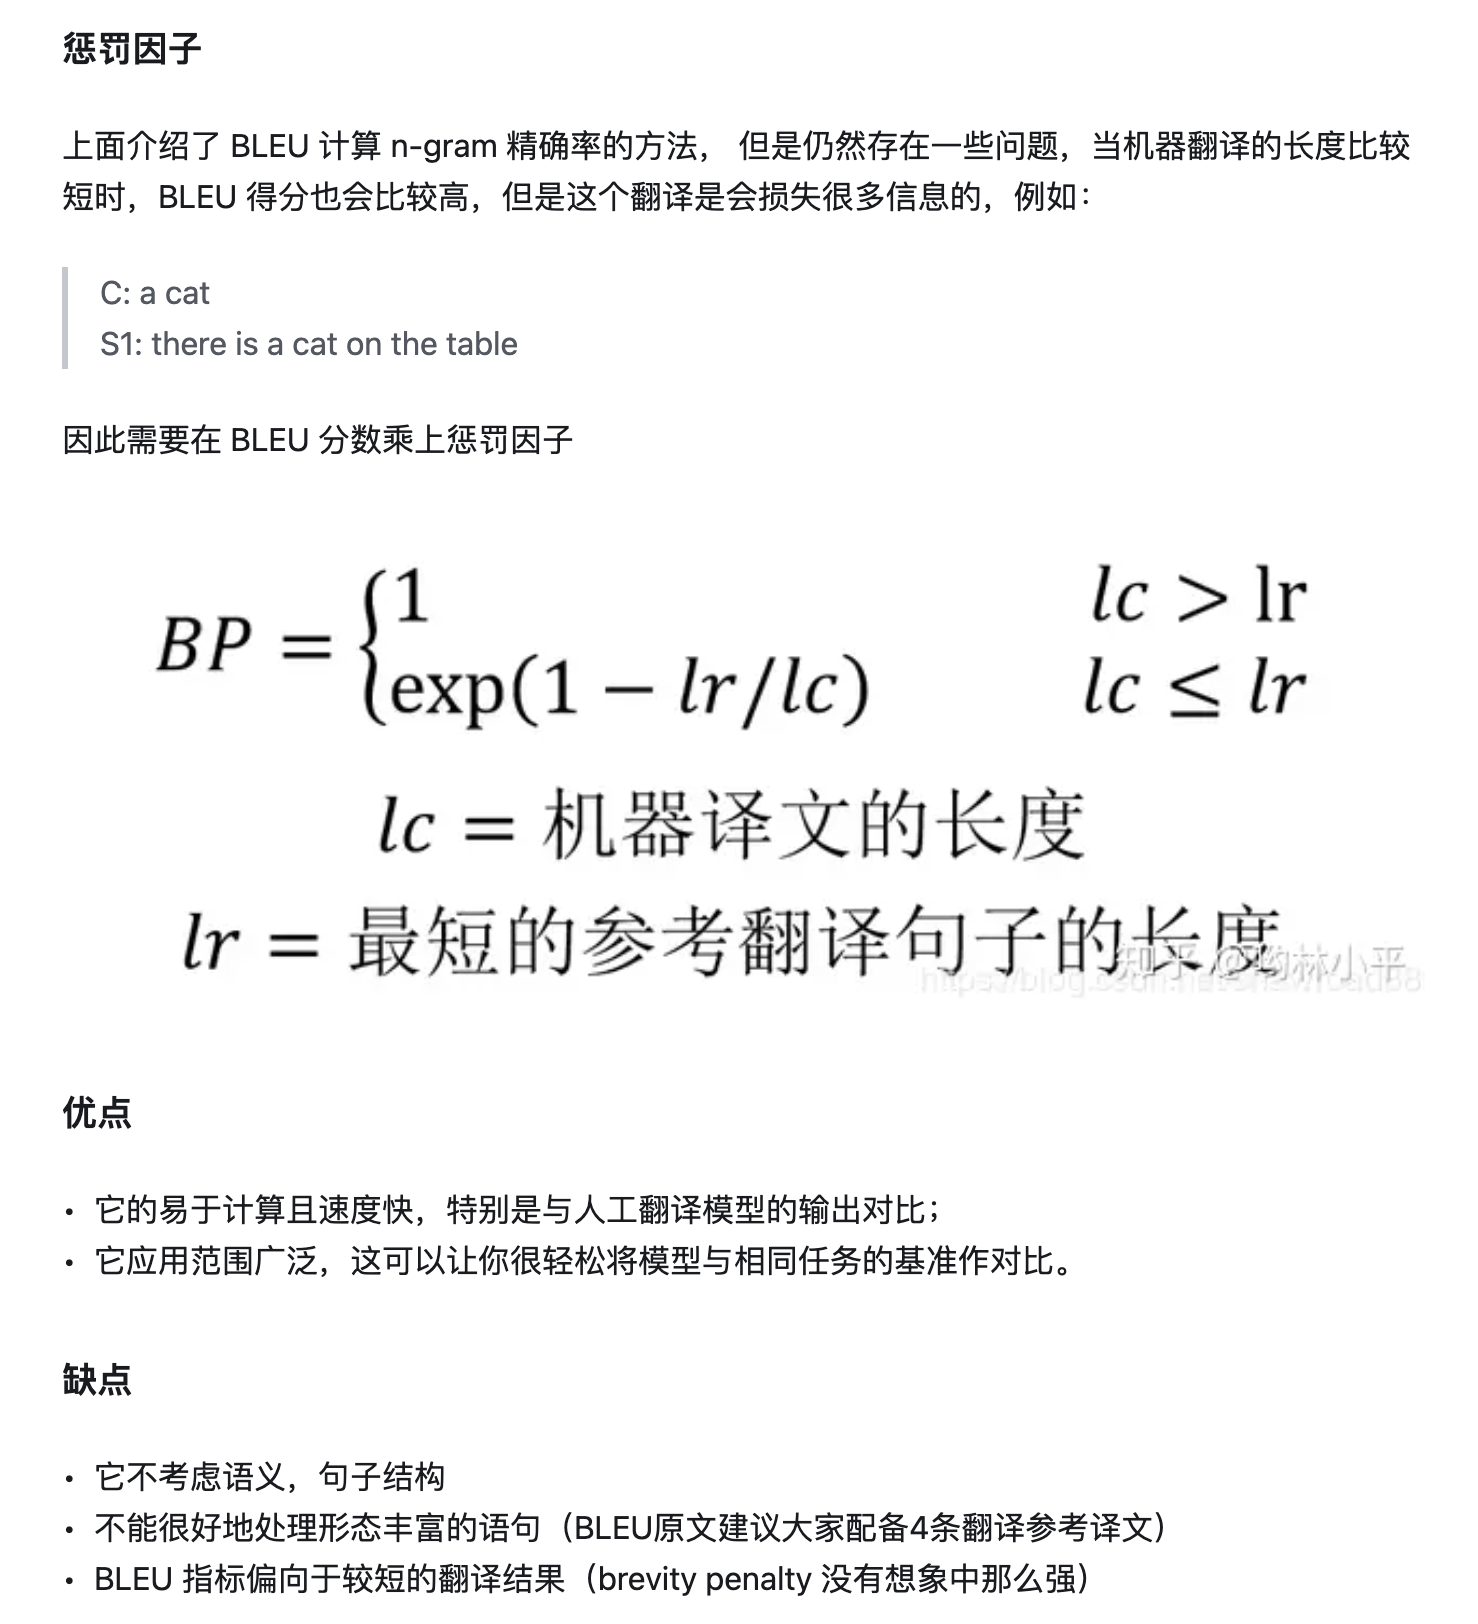 惩罚因子
上面介绍了 BLEU 计算 n-gram 精确率的方法， 但是仍然存在一些问题，当机器翻译的长度比较
短时，BLEU 得分也会比较高，但是这个翻译是会损失很多信息的，例如：
C: a cat
S1: there is a cat on the table
因此需要在 BLEU 分数乘上惩罚因子
BP = {1 lc > lr
exp(1 − lr/lc) lc ≤ lr
lc = 机器译文的长度
lr = 最短的参考翻译句子的长度
知乎 @
林小平
https://blog.csdn.net
优点
• 它的易于计算且速度快，特别是与人工翻译模型的输出对比；
• 它应用范围广泛，这可以让你很轻松将模型与相同任务的基准作对比。
缺点
• 它不考虑语义，句子结构
• 不能很好地处理形态丰富的语句（BLEU原文建议大家配备4条翻译参考译文）
• BLEU 指标偏向于较短的翻译结果（brevity penalty 没有想象中那么强）